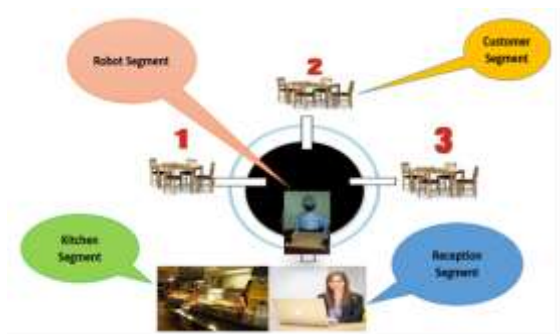 Robot Segment
Customer
Segment
2
1
3
Kitchen
Segment
Reception
Segment